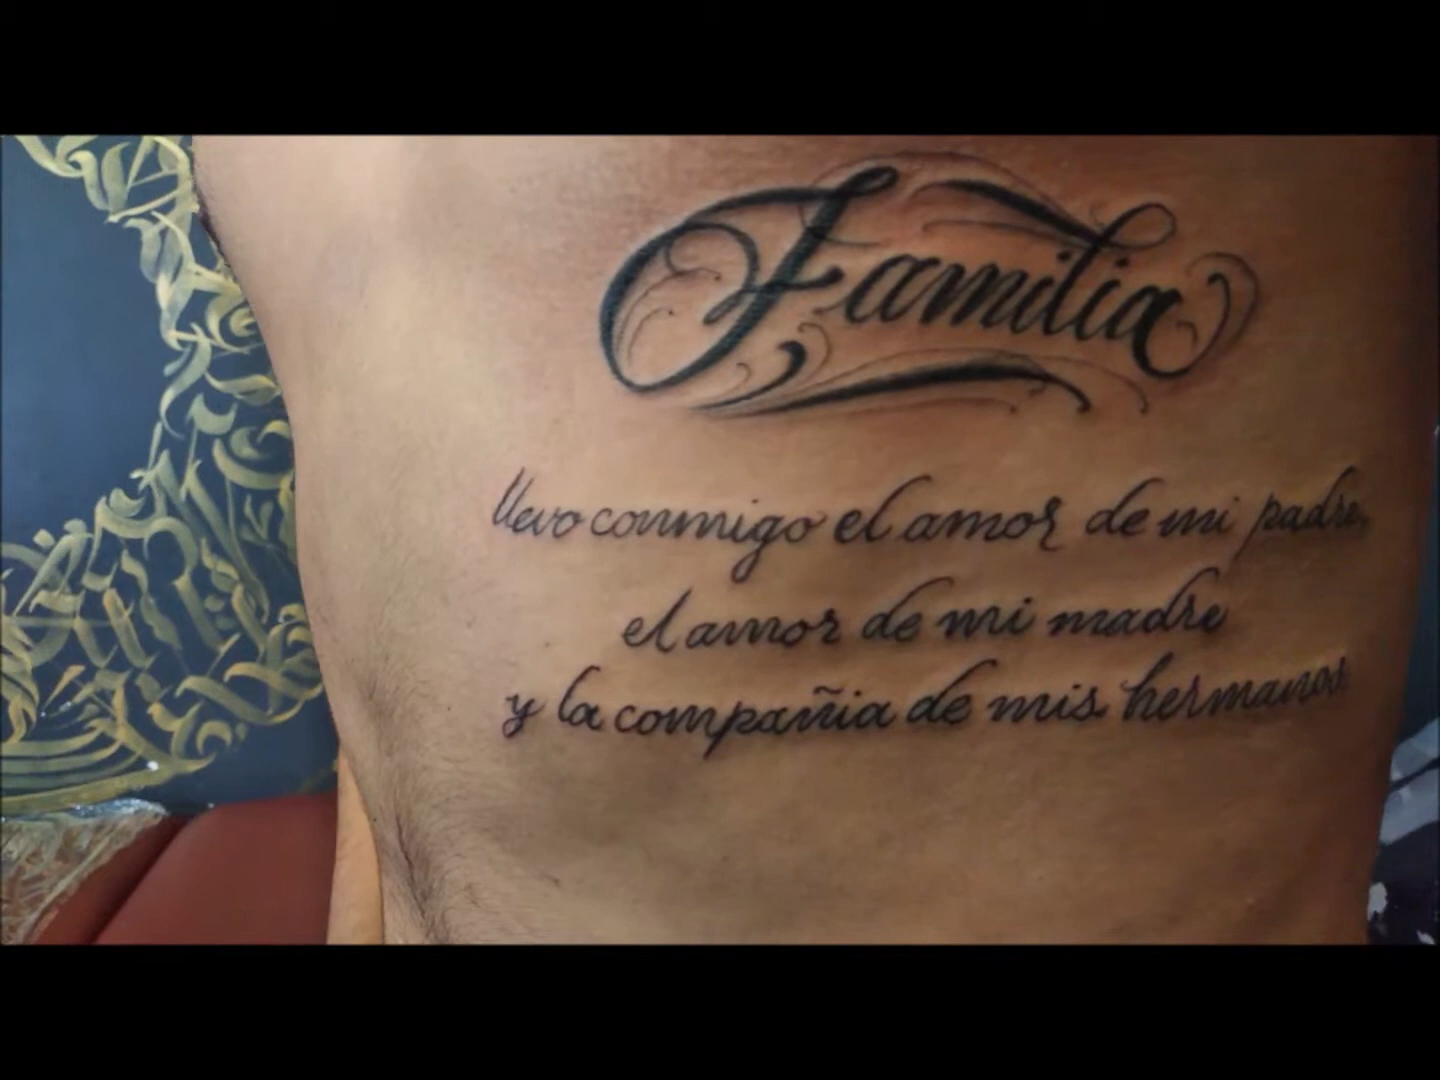 Familia
llevo conmigo el amor de mi padre,
el amor de mi madre
y la compañia de mis hermanos